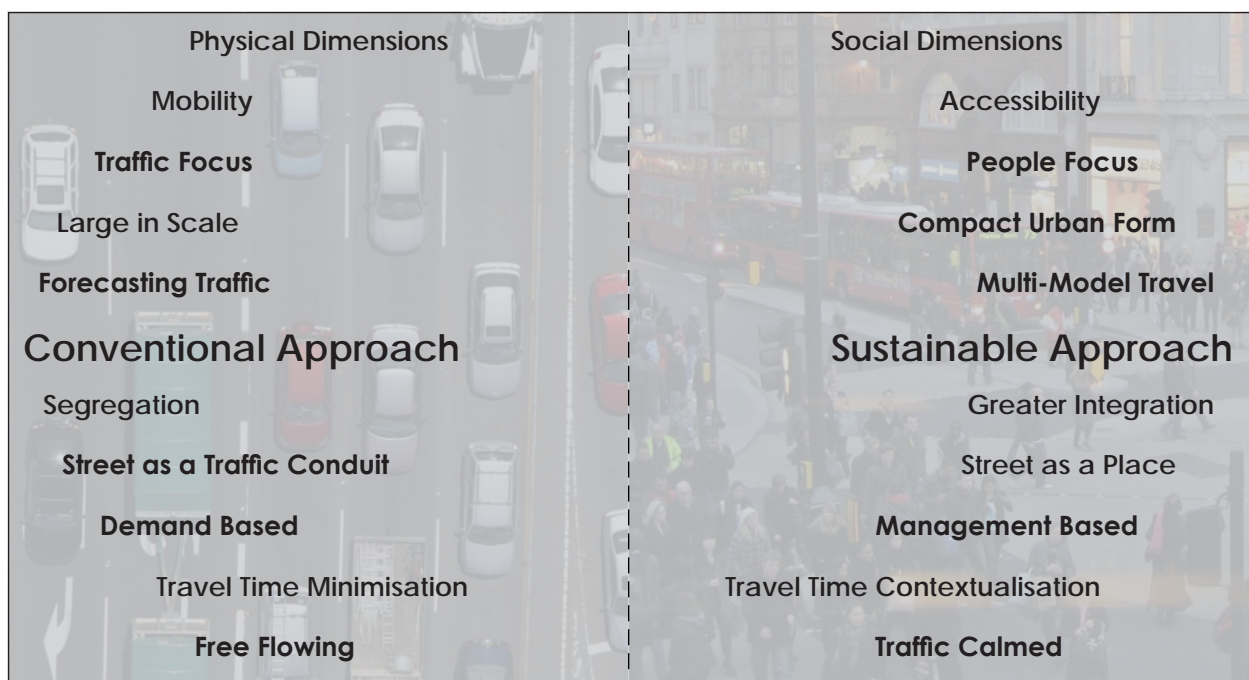 Physical Dimensions
Mobility
Traffic Focus
Large in Scale
Forecasting Traffic
Conventional Approach
Segregation
Street as a Traffic Conduit
Demand Based
Travel Time Minimisation
Free Flowing
Social Dimensions
Accessibility
People Focus
Compact Urban Form
Multi-Model Travel
Sustainable Approach
Greater Integration
Street as a Place
Management Based
Travel Time Contextualisation
Traffic Calmed